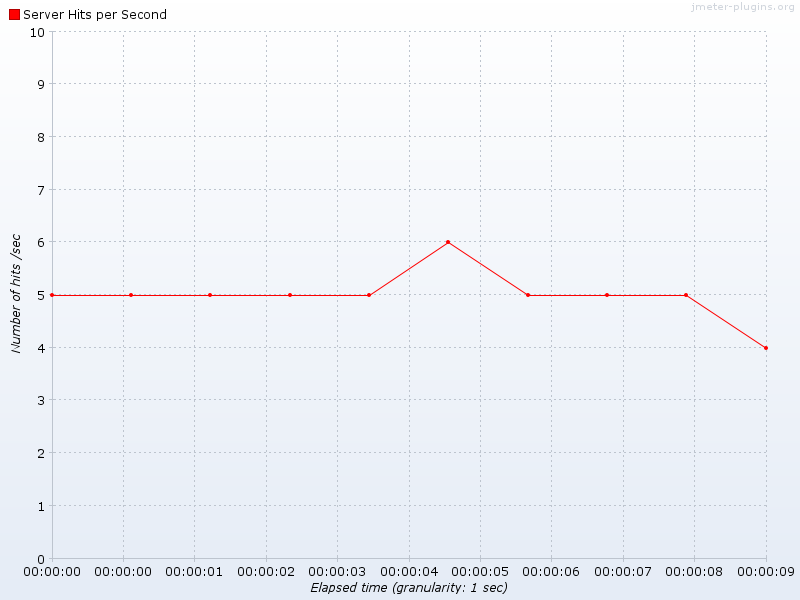 jmeter-plugins.org
Server Hits per Second
10
9
8
7
6
5
4
3
2
1
0
Number of hits /sec
00:00:00 00:00:00 00:00:01 00:00:02 00:00:03 00:00:04 00:00:05 00:00:06 00:00:07 00:00:08 00:00:09
Elapsed time (granularity: 1 sec)